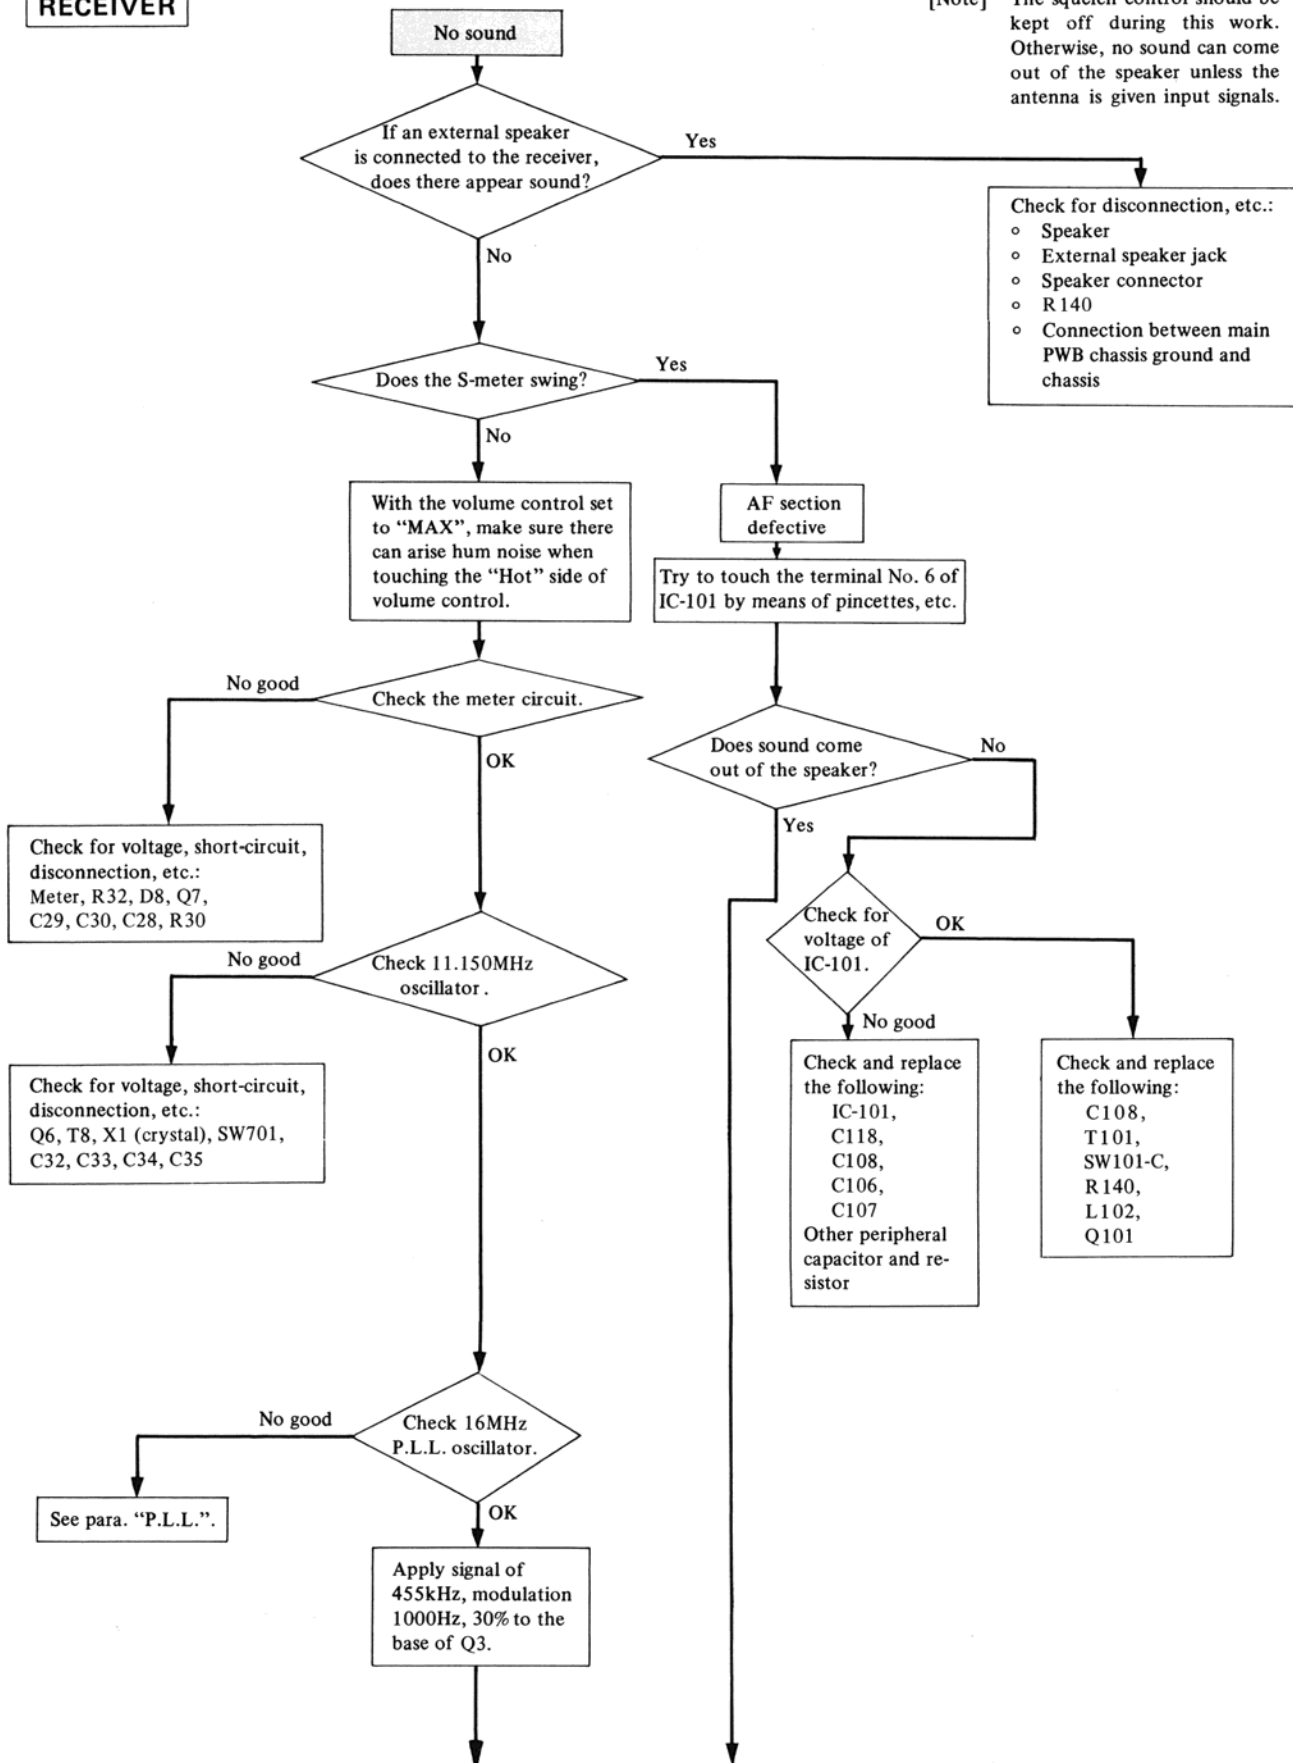 RECEIVER
[Note] The squelch control should be
kept off during this work.
Otherwise, no sound can come
out of the speaker unless the
antenna is given input signals.
No sound
If an external speaker
is connected to the receiver,
does there appear sound?
Yes
Check for disconnection, etc.:
○ Speaker
○ External speaker jack
○ Speaker connector
○ R140
○ Connection between main
PWB chassis ground and
chassis
No
Does the S-meter swing?
Yes
No
With the volume control set
to “MAX”, make sure there
can arise hum noise when
touching the “Hot” side of
volume control.
AF section
defective
Try to touch the terminal No. 6 of
IC-101 by means of pincettes, etc.
No good
Check the meter circuit.
OK
Does sound come
out of the speaker?
No
Yes
Check for voltage, short-circuit,
disconnection, etc.:
Meter, R32, D8, Q7,
C29, C30, C28, R30
Check for
voltage of
IC-101.
OK
No good
No good
Check 11.150MHz
oscillator.
OK
Check for voltage, short-circuit,
disconnection, etc.:
Q6, T8, X1 (crystal), SW701,
C32, C33, C34, C35
Check and replace
the following:
IC-101,
C118,
C108,
C106,
C107
Other peripheral
capacitor and re-
sistor
Check and replace
the following:
C108,
T101,
SW101-C,
R140,
L102,
Q101
No good
Check 16MHz
P.L.L. oscillator.
OK
See para. “P.L.L.”.
Apply signal of
455kHz, modulation
1000Hz, 30% to the
base of Q3.